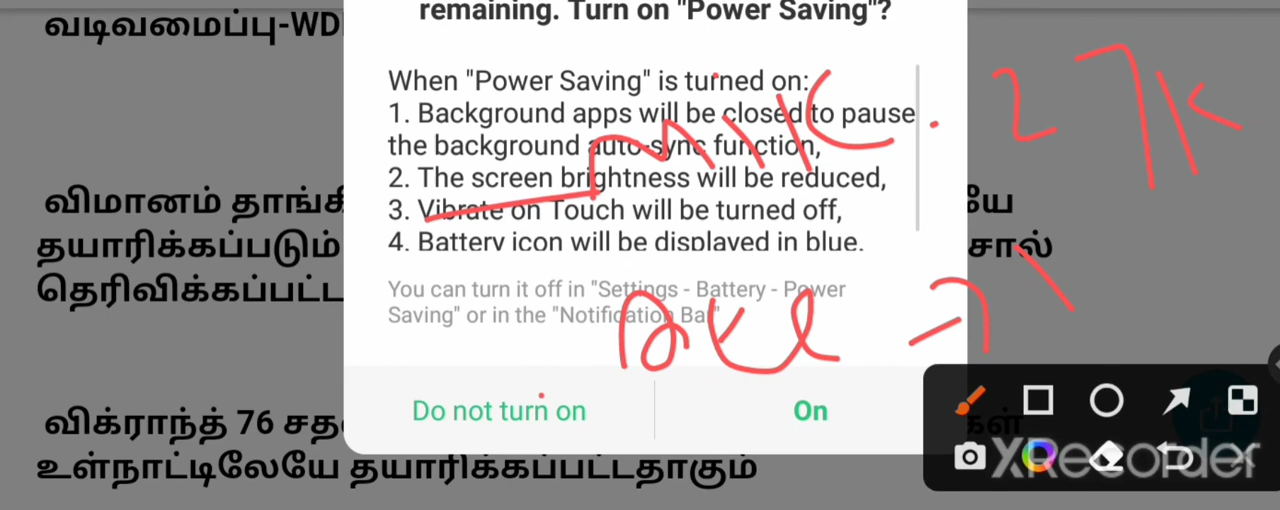 வடிவமைப்பு-WD
remaining. Turn on "Power Saving"?
When "Power Saving" is turned on:
1. Background apps will be closed to pause
the background auto-sync function,
2. The screen brightness will be reduced,
3. Vibrate on Touch will be turned off,
4. Battery icon will be displayed in blue.
You can turn it off in "Settings - Battery - Power
Saving" or in the "Notification Bar"
Do not turn on
On
MIK. 27K
விமானம் தாங்கி யே
தயாரிக்கப்படும் சால்
தெரிவிக்கப்பட்ட
விக்ராந்த் 76 சத கள்
உள்நாட்டிலேயே தயாரிக்கப்பட்டதாகும்
XRecorder